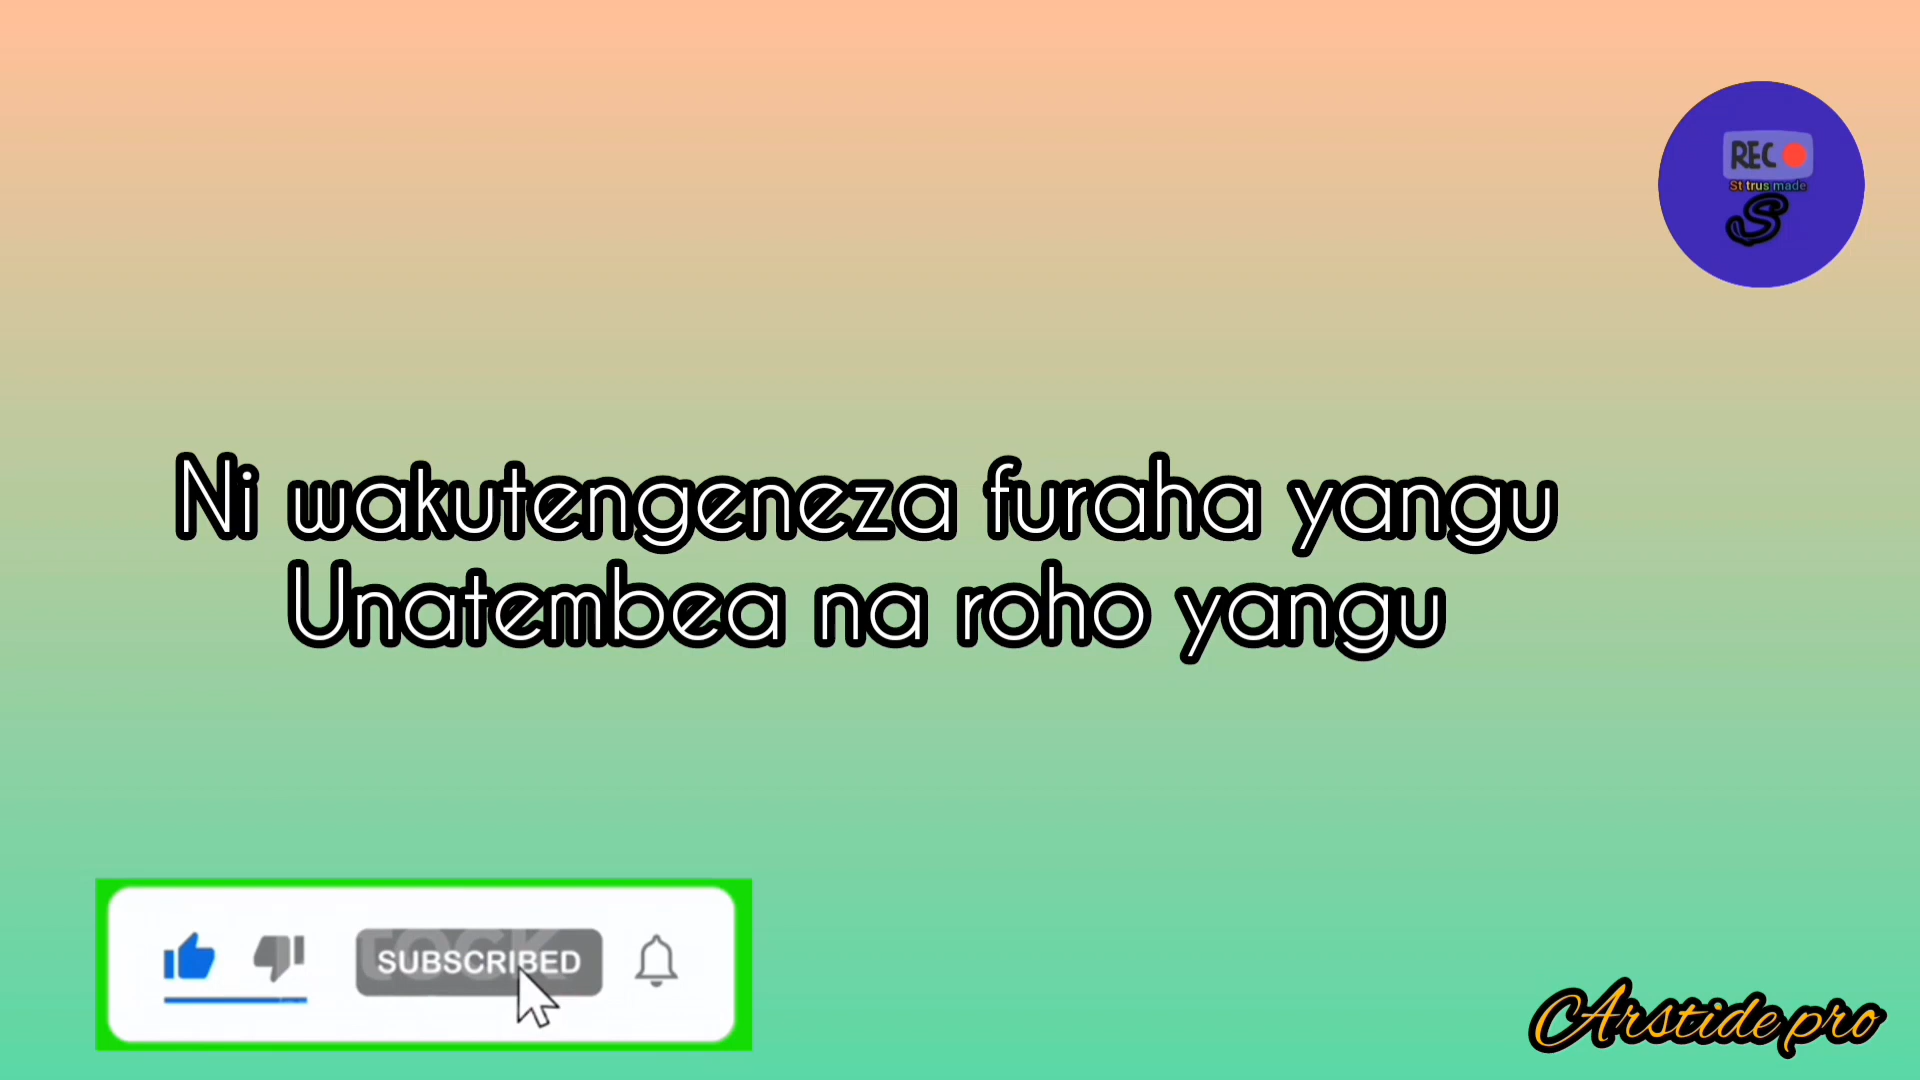 REC
St trus made
S
Ni wakutengeneza furaha yangu
Unatembea na roho yangu
SUBSCRIBED
Arstide pro